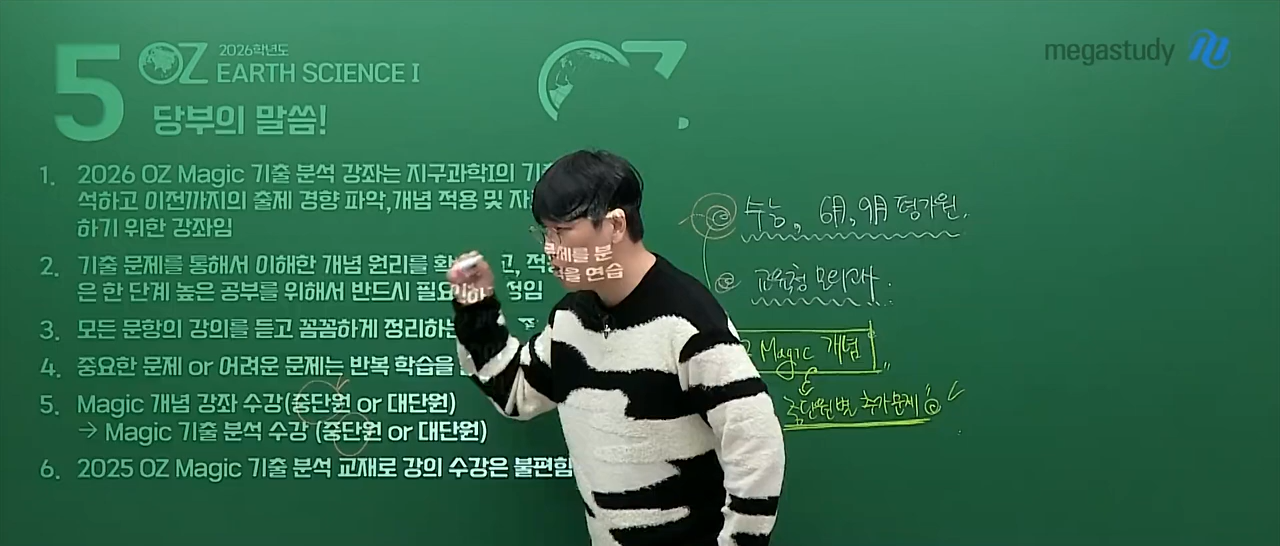 5
OZ 2026학년도
EARTH SCIENCE I
당부의 말씀!
OZ
megastudy
1. 2026 OZ Magic 기출 분석 강좌는 지구과학I의 기출
문제를 분
석하고 이전까지의 출제 경향 파악,개념 적용 및
을 연습
하기 위한 강좌임
2. 기출 문제를 통해서 이해한 개념 원리를
은 한 단계 높은 공부를 위해서 반드시 필요
3. 모든 문항의 강의를 듣고 꼼꼼하게 정리하는
4. 중요한 문제 or 어려운 문제는 반복 학습을
5. Magic 개념 강좌 수강(중단원 or 대단원)
→ Magic 기출 분석 수강 (중단원 or 대단원)
6. 2025 OZ Magic 기출 분석 교재로 강의 수강은 불편함
수능, 6月, 9月 평가원.
교육청 모의고사.
Magic 개념
중단원별 추가문제